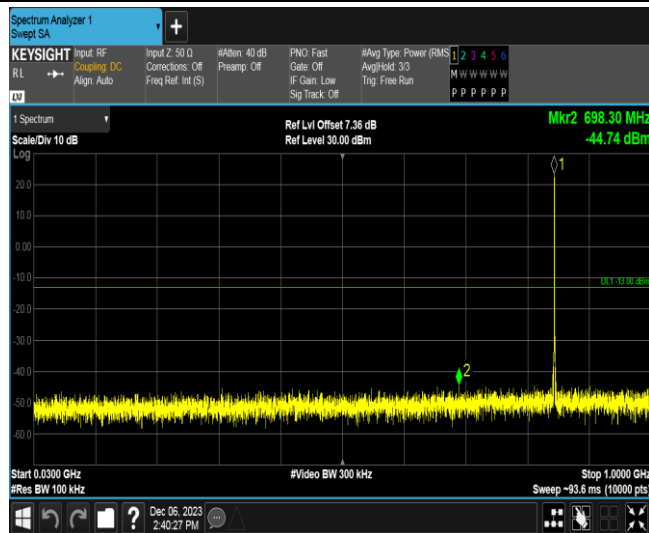 Spectrum Analyzer 1
Swept SA
+
KEYSIGHT
RL
LXI
Input: RF
Coupling: DC
Align: Auto
Input Z: 50 Ω
Corrections: Off
Freq Ref: Int (S)
#Atten: 40 dB
Preamp: Off
PNO: Fast
Gate: Off
IF Gain: Low
Sig Track: Off
#Avg Type: Power (RMS
Avg|Hold: 3/3
Trig: Free Run
1 2 3 4 5 6
M W W W W W
P P P P P P
1 Spectrum
Scale/Div 10 dB
Log
Ref Lvl Offset 7.36 dB
Ref Level 30.00 dBm
Mkr2 698.30 MHz
-44.74 dBm
1
20.0
10.0
0.00
-10.0
DL1 -13.00 dBm
-20.0
-30.0
-40.0
2
-50.0
-60.0
Start 0.0300 GHz
#Res BW 100 kHz
#Video BW 300 kHz
Stop 1.0000 GHz
Sweep ~93.6 ms (10000 pts)
?
Dec 06, 2023
2:40:27 PM